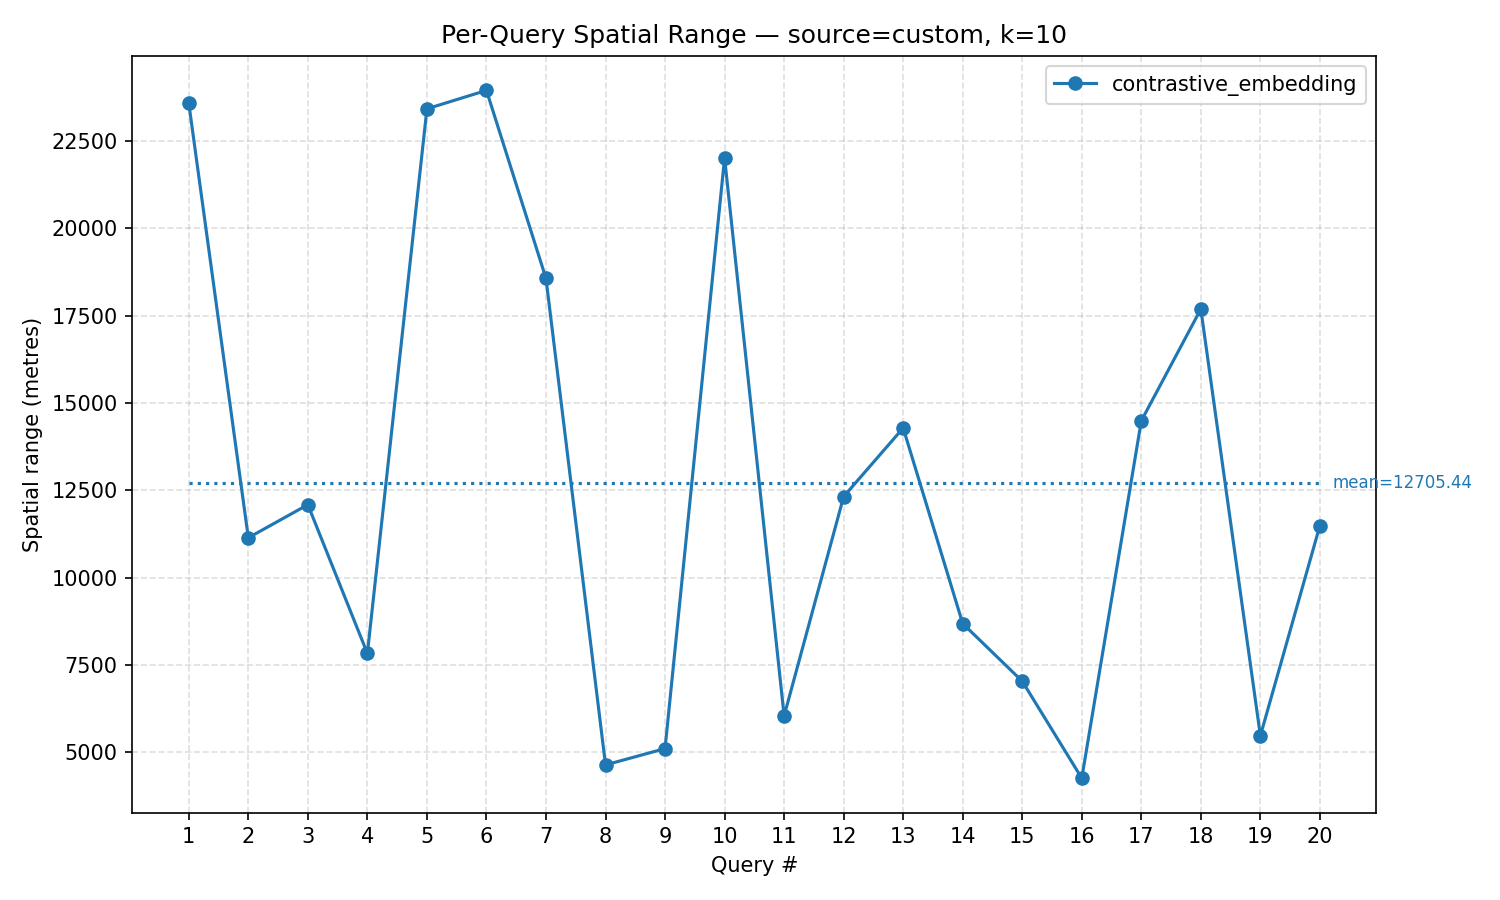 Per-Query Spatial Range — source=custom, k=10
contrastive_embedding
22500
20000
17500
15000
12500
10000
7500
5000
Spatial range (metres)
mean=12705.44
1 2 3 4 5 6 7 8 9 10 11 12 13 14 15 16 17 18 19 20
Query #